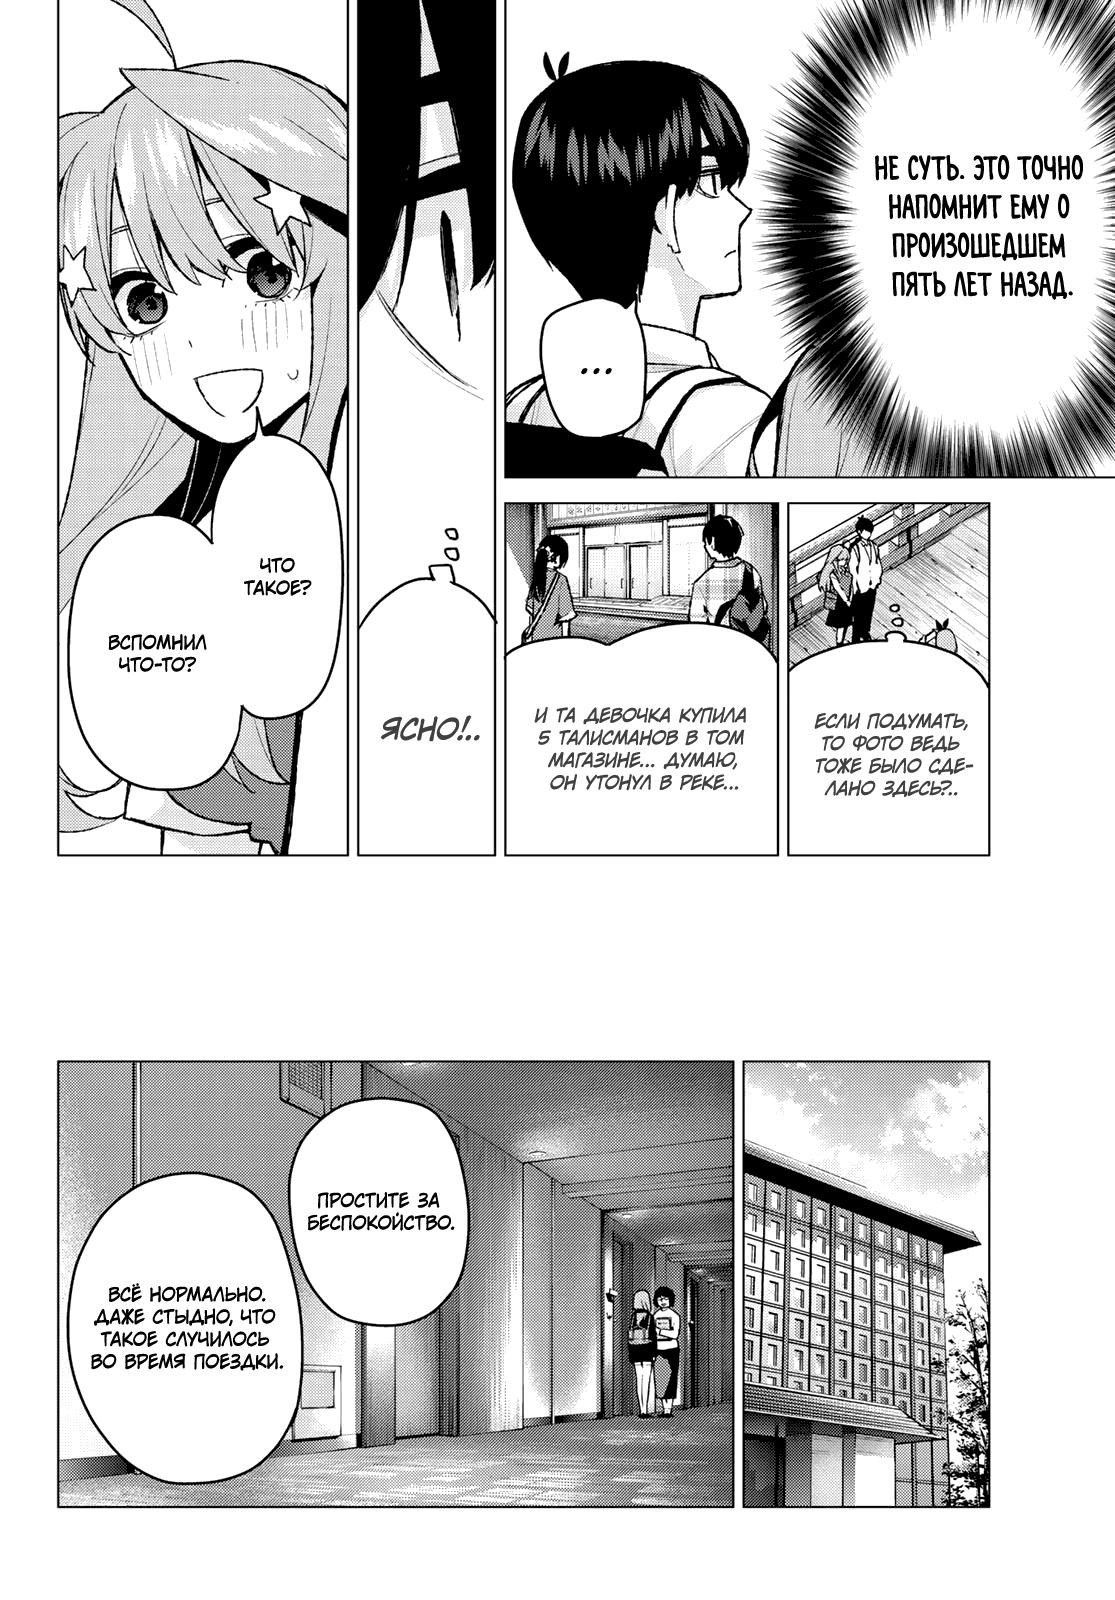 НЕ СУТЬ. ЭТО ТОЧНО
НАПОМНИТ ЕМУ О
ПРОИЗОШЕДШЕМ
ПЯТЬ ЛЕТ НАЗАД.
...
ЕСЛИ ПОДУМАТЬ,
ТО ФОТО ВЕДЬ
ТОЖЕ БЫЛО СДЕ-
ЛАНО ЗДЕСЬ?..
И ТА ДЕВОЧКА КУПИЛА
5 ТАЛИСМАНОВ В ТОМ
МАГАЗИНЕ... ДУМАЮ,
ОН УТОНУЛ В РЕКЕ...
ЯСНО!..
ЧТО
ТАКОЕ?
ВСПОМНИЛ
ЧТО-ТО?
ПРОСТИТЕ ЗА
БЕСПОКОЙСТВО.
ВСЁ НОРМАЛЬНО.
ДАЖЕ СТЫДНО, ЧТО
ТАКОЕ СЛУЧИЛОСЬ
ВО ВРЕМЯ ПОЕЗДКИ.